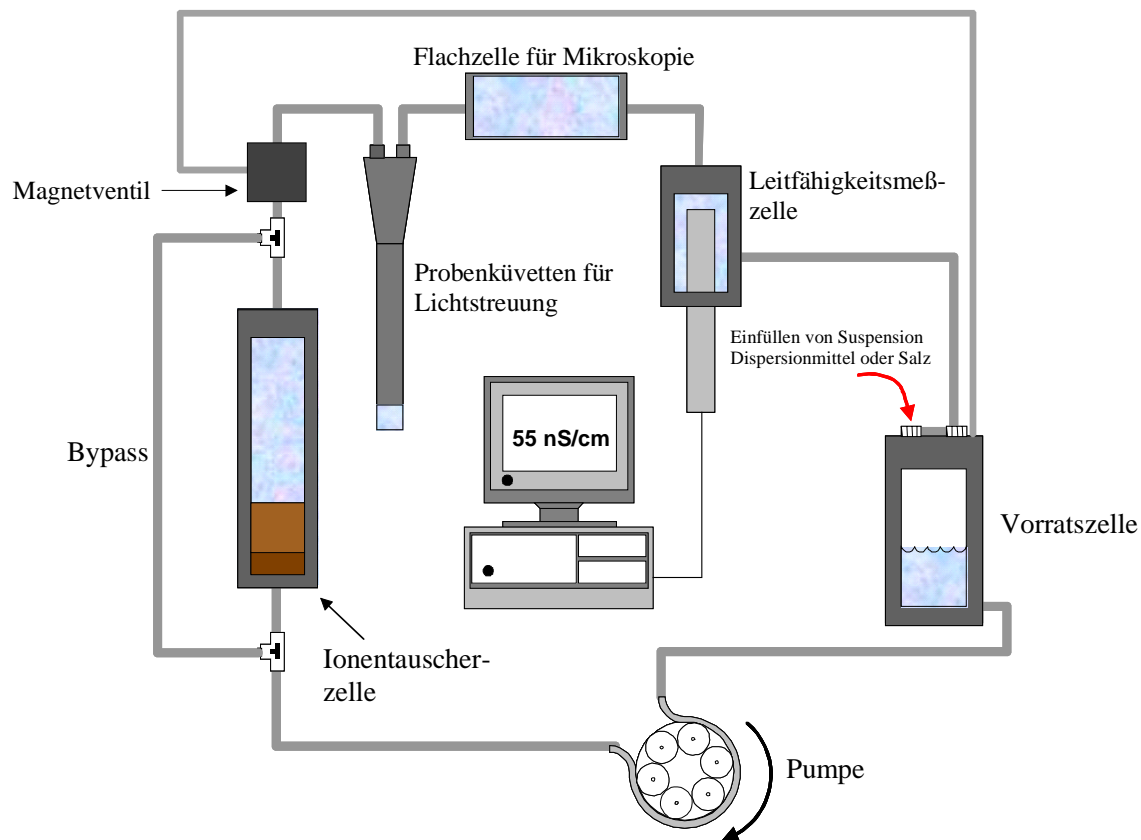 Flachzelle für Mikroskopie
Magnetventil
Leitfähigkeitsmeß-
zelle
Probenküvetten für
Lichtstreuung
Einfüllen von Suspension
Dispersionmittel oder Salz
55 nS/cm
Bypass
Vorratszelle
Ionentauscher-
zelle
Pumpe